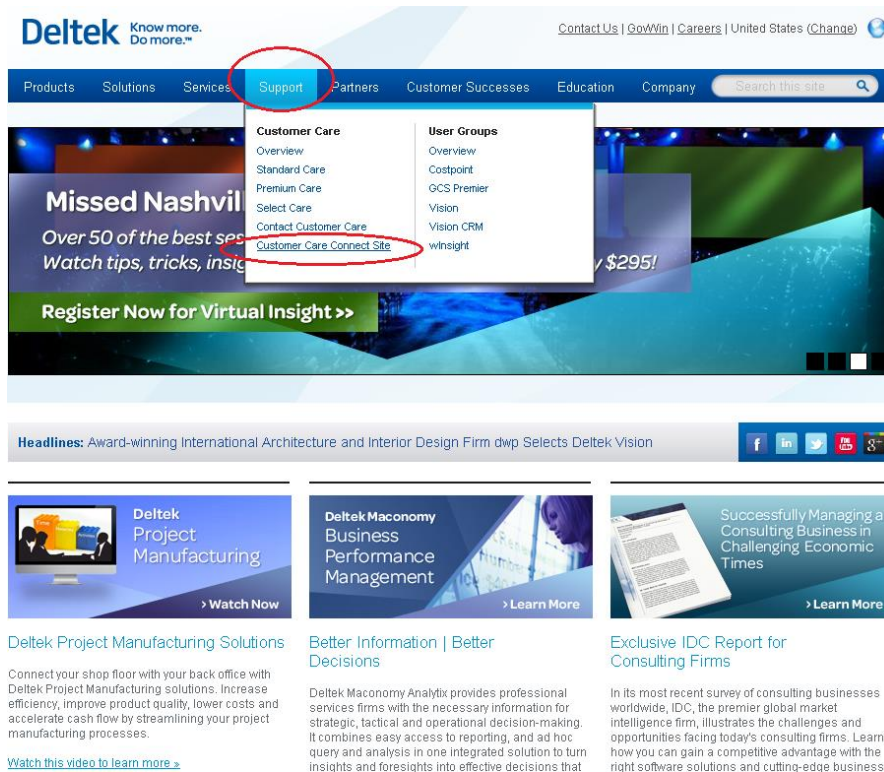 Deltek Know more.
Do more.™
Contact Us | GovWin | Careers | United States (Change)
Products Solutions Services Support Partners Customer Successes Education Company Search this site
Customer Care
Overview
Standard Care
Premium Care
Select Care
Contact Customer Care
Customer Care Connect Site
User Groups
Overview
Costpoint
GCS Premier
Vision
Vision CRM
wInsight
Missed Nashvil
Over 50 of the best ses
Watch tips, tricks, insig y $295!
Register Now for Virtual Insight >>
Headlines: Award-winning International Architecture and Interior Design Firm dwp Selects Deltek Vision
f in You Tube g+
Deltek
Project
Manufacturing
› Watch Now
Deltek Project Manufacturing Solutions
Connect your shop floor with your back office with
Deltek Project Manufacturing solutions. Increase
efficiency, improve product quality, lower costs and
accelerate cash flow by streamlining your project
manufacturing processes.
Watch this video to learn more »
Deltek Maconomy
Business
Performance
Management
› Learn More
Better Information | Better
Decisions
Deltek Maconomy Analytix provides professional
services firms with the necessary information for
strategic, tactical and operational decision-making.
It combines easy access to reporting, and ad hoc
query and analysis in one integrated solution to turn
insights and foresights into effective decisions that
Successfully Managing a
Consulting Business in
Challenging Economic
Times
› Learn More
Exclusive IDC Report for
Consulting Firms
In its most recent survey of consulting businesses
worldwide, IDC, the premier global market
intelligence firm, illustrates the challenges and
opportunities facing today's consulting firms. Learn
how you can gain a competitive advantage with the
right software solutions and cutting-edge business